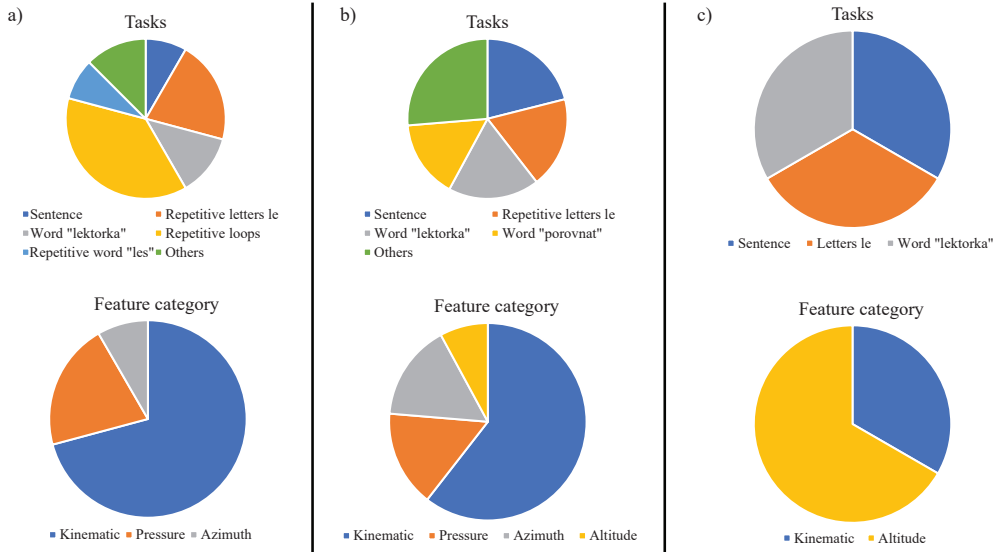 a)
Tasks
Sentence
Repetitive letters le
Word "lektorka"
Repetitive loops
Repetitive word "les"
Others
Feature category
Kinematic Pressure Azimuth
b)
Tasks
Sentence
Repetitive letters le
Word "lektorka"
Word "porovnat"
Others
Feature category
Kinematic Pressure Azimuth Altitude
c)
Tasks
Sentence Letters le Word "lektorka"
Feature category
Kinematic Altitude